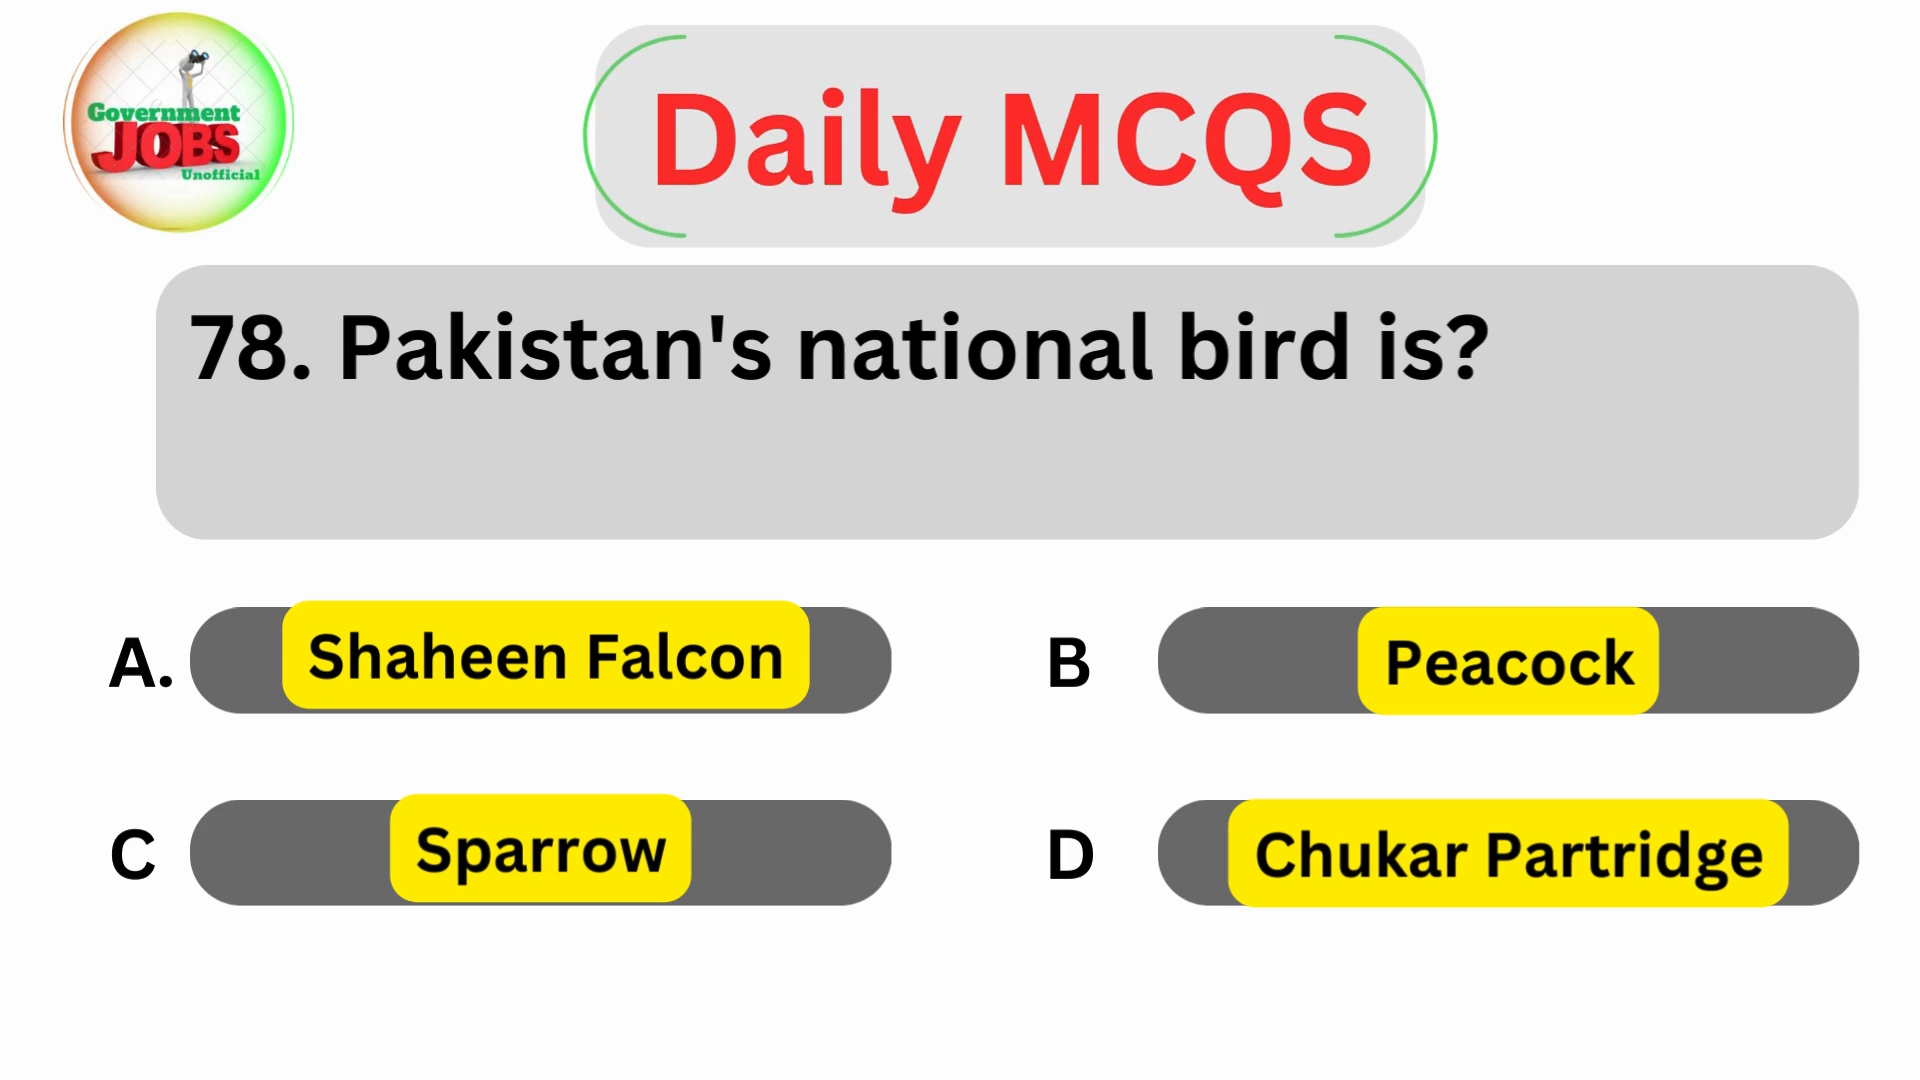 Government
JOBS
Unofficial
Daily MCQS
78. Pakistan's national bird is?
A. Shaheen Falcon
B Peacock
C Sparrow
D Chukar Partridge